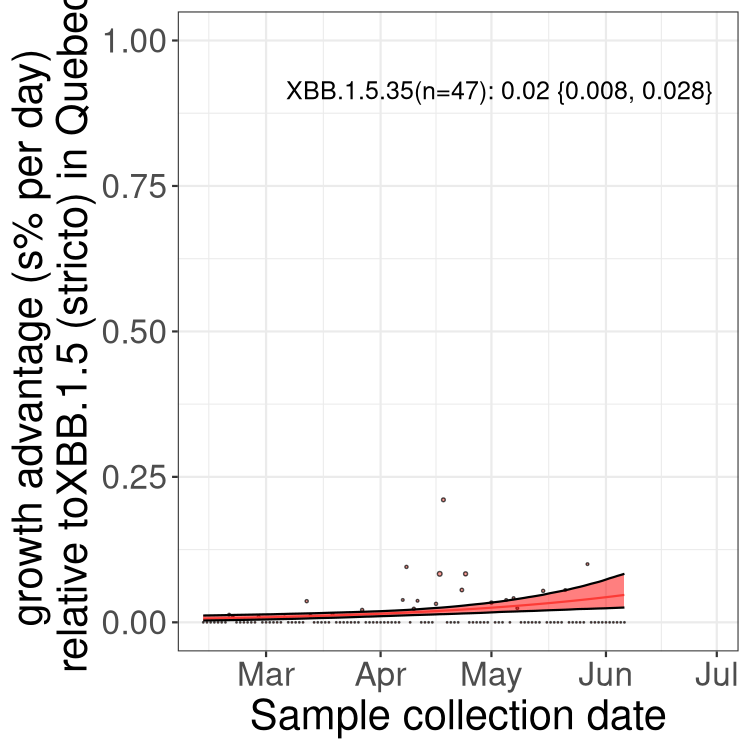 growth advantage (s% per day)
relative toXBB.1.5 (stricto) in Quebec
1.00
0.75
0.50
0.25
0.00
XBB.1.5.35(n=47): 0.02 {0.008, 0.028}
Mar Apr May Jun Jul
Sample collection date